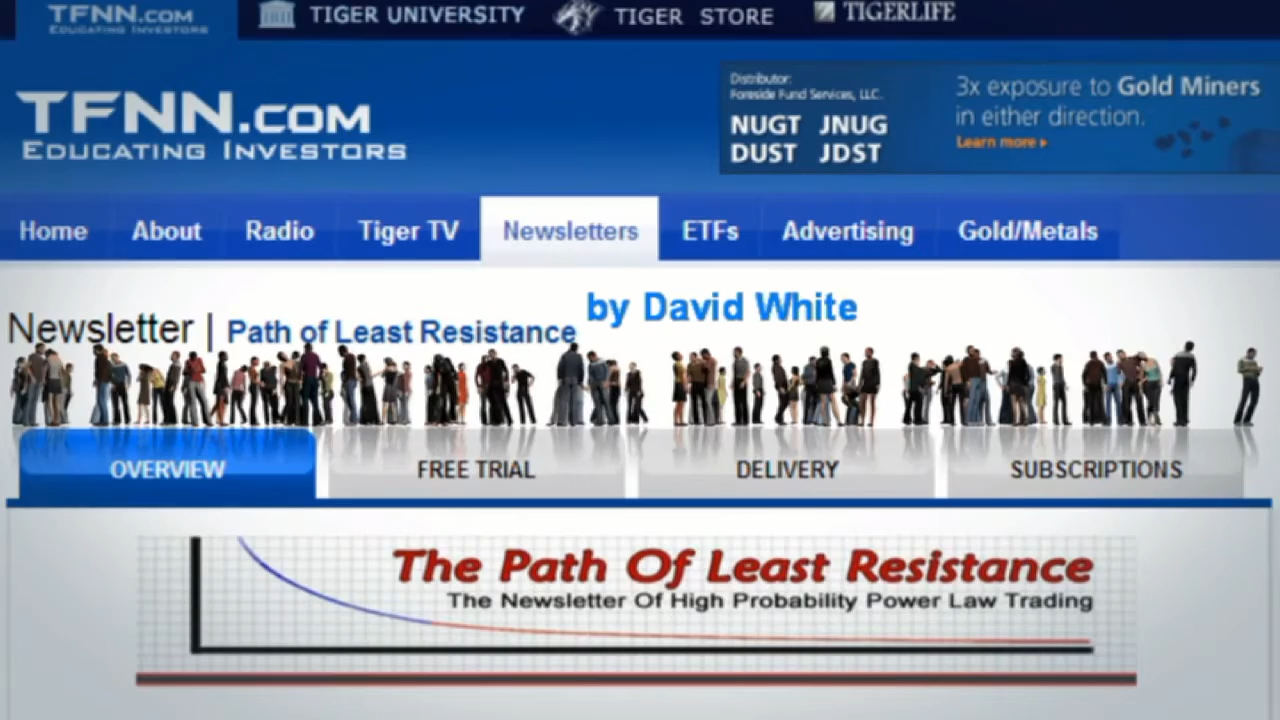 TFNN.COM
EDUCATING INVESTORS
TIGER UNIVERSITY
TIGER STORE
TIGERLIFE
TFNN.COM
EDUCATING INVESTORS
Distributor:
Foreside Fund Services, LLC.
NUGT JNUG
DUST JDST
3x exposure to Gold Miners
in either direction.
Learn more
Home About Radio Tiger TV Newsletters ETFs Advertising Gold/Metals
Newsletter | Path of Least Resistance by David White
OVERVIEW FREE TRIAL DELIVERY SUBSCRIPTIONS
The Path Of Least Resistance
The Newsletter Of High Probability Power Law Trading